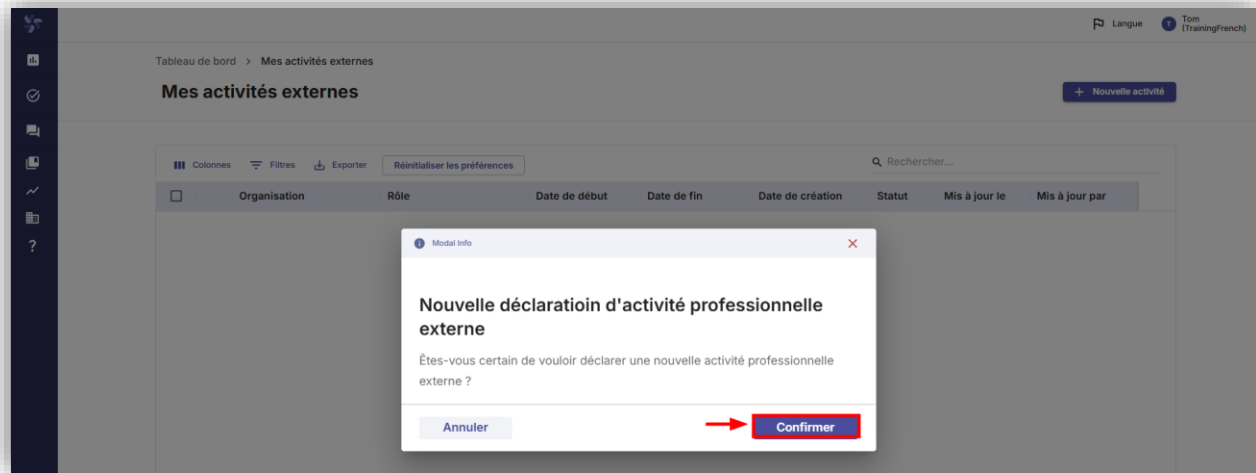 Langue
T
Tom
(TrainingFrench)
Tableau de bord > Mes activités externes
Mes activités externes
+ Nouvelle activité
Colonnes Filtres Exporter Réinitialiser les préférences Rechercher...
Organisation Rôle Date de début Date de fin Date de création Statut Mis à jour le Mis à jour par
?
Modal Info
Nouvelle déclaratioin d'activité professionnelle
externe
Êtes-vous certain de vouloir déclarer une nouvelle activité professionnelle
externe ?
Annuler Confirmer